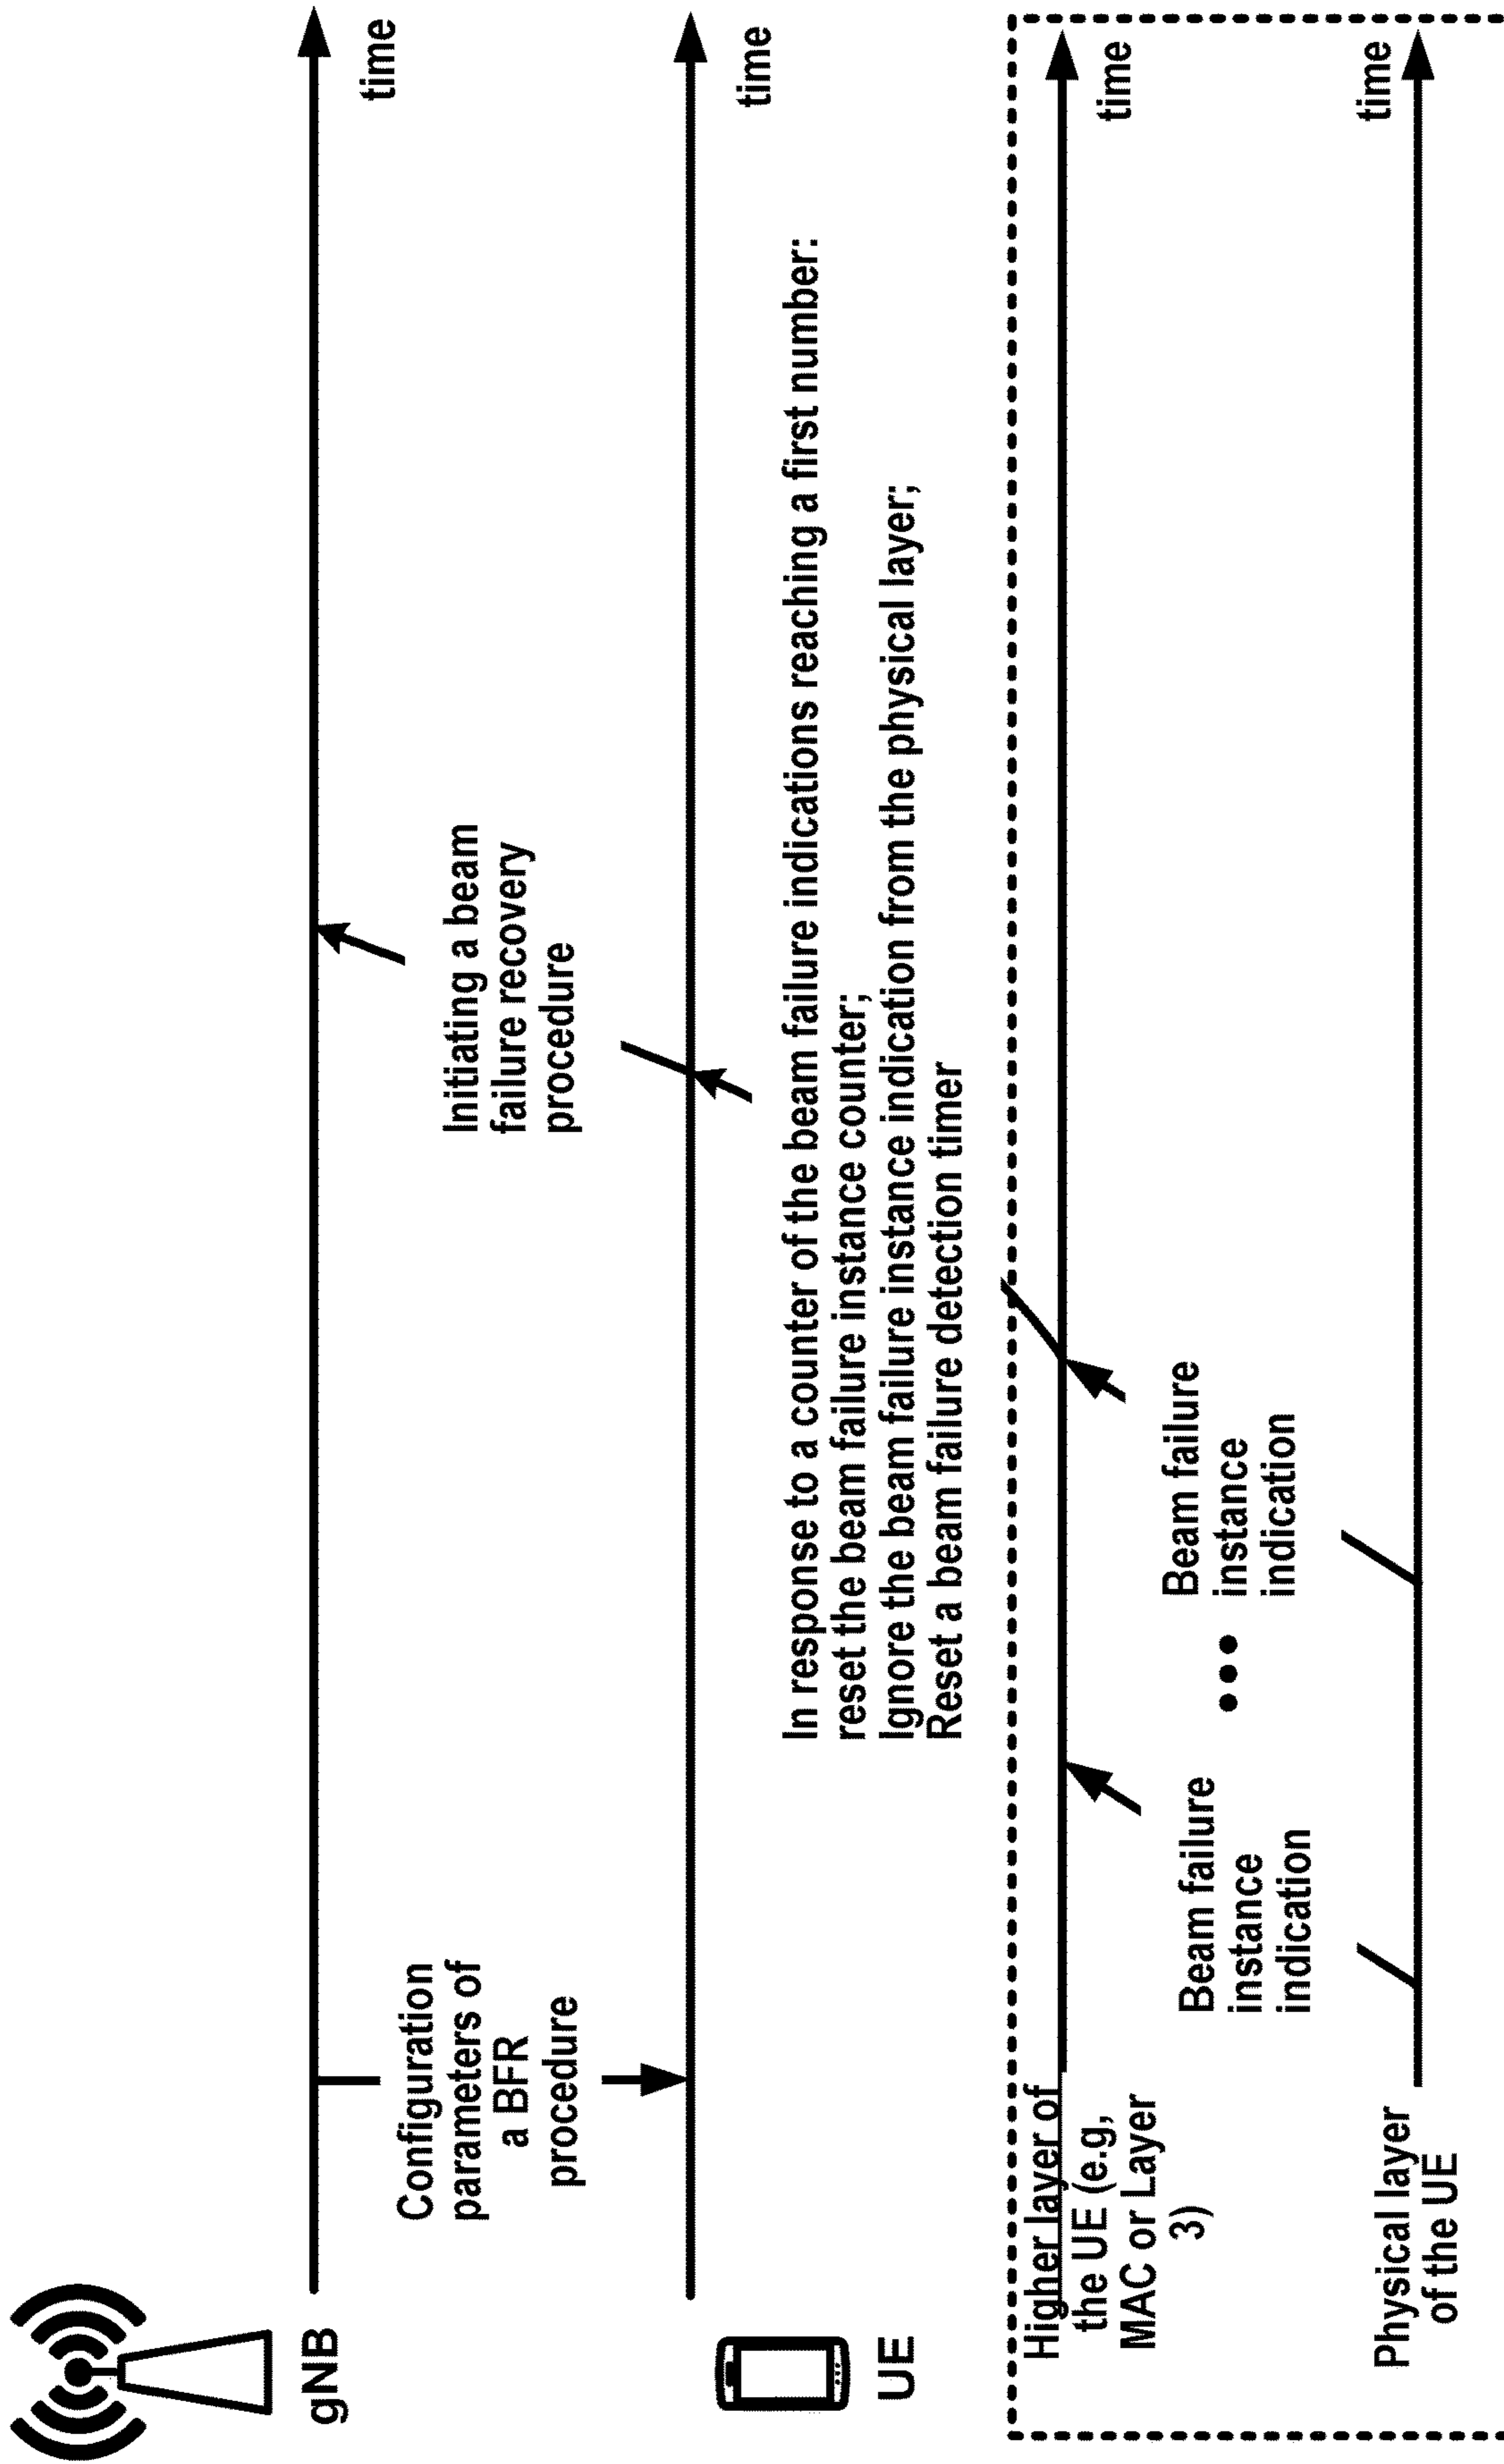 gNB
time
Configuration
parameters of
a BFR
procedure
Initiating a beam
failure recovery
procedure
UE
time
In response to a counter of the beam failure indications reaching a first number:
reset the beam failure instance counter;
Ignore the beam failure instance indication from the physical layer;
Reset a beam failure detection timer
Higher layer of
the UE (e.g,
MAC or Layer
3)
time
Beam failure
instance
indication
Beam failure
instance
indication
Physical layer
of the UE
time